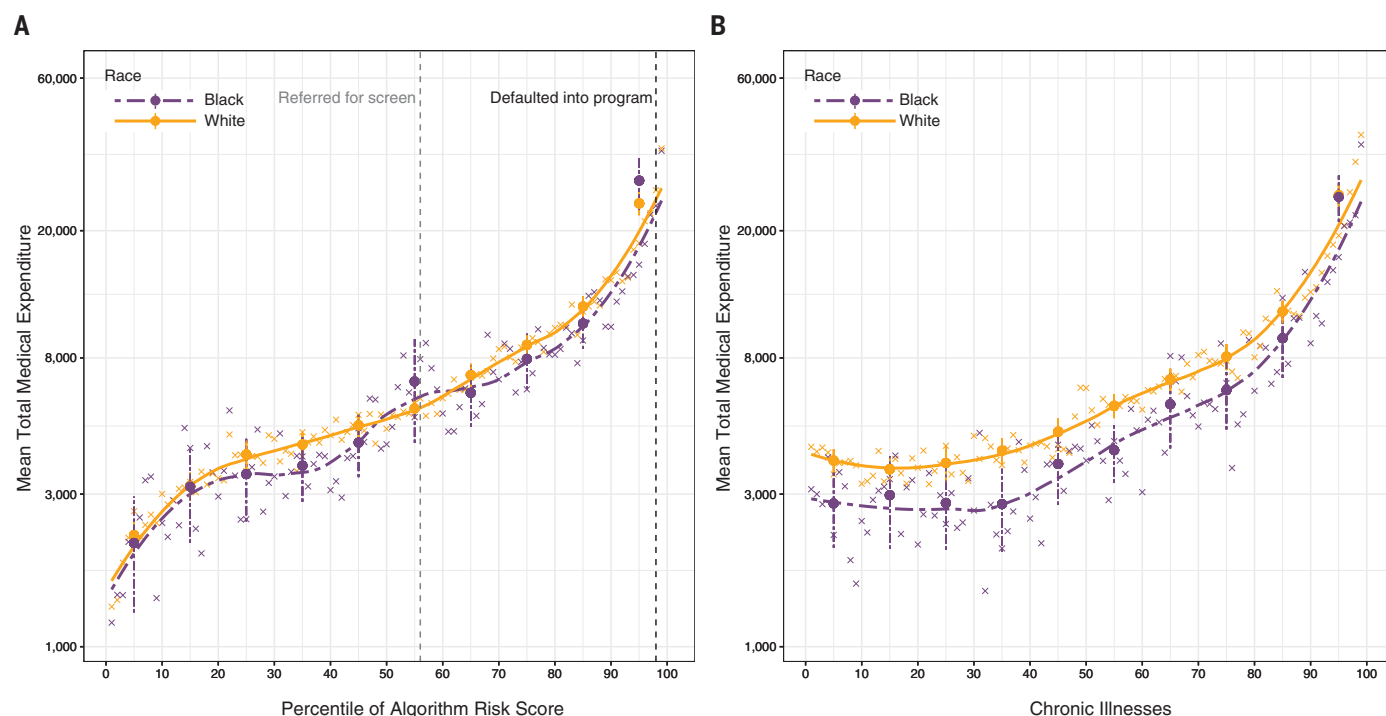 A
Mean Total Medical Expenditure
60,000
20,000
8,000
3,000
1,000
Race
Black
White
Referred for screen
Defaulted into program
0 10 20 30 40 50 60 70 80 90 100
Percentile of Algorithm Risk Score
B
Mean Total Medical Expenditure
60,000
20,000
8,000
3,000
1,000
Race
Black
White
0 10 20 30 40 50 60 70 80 90 100
Chronic Illnesses